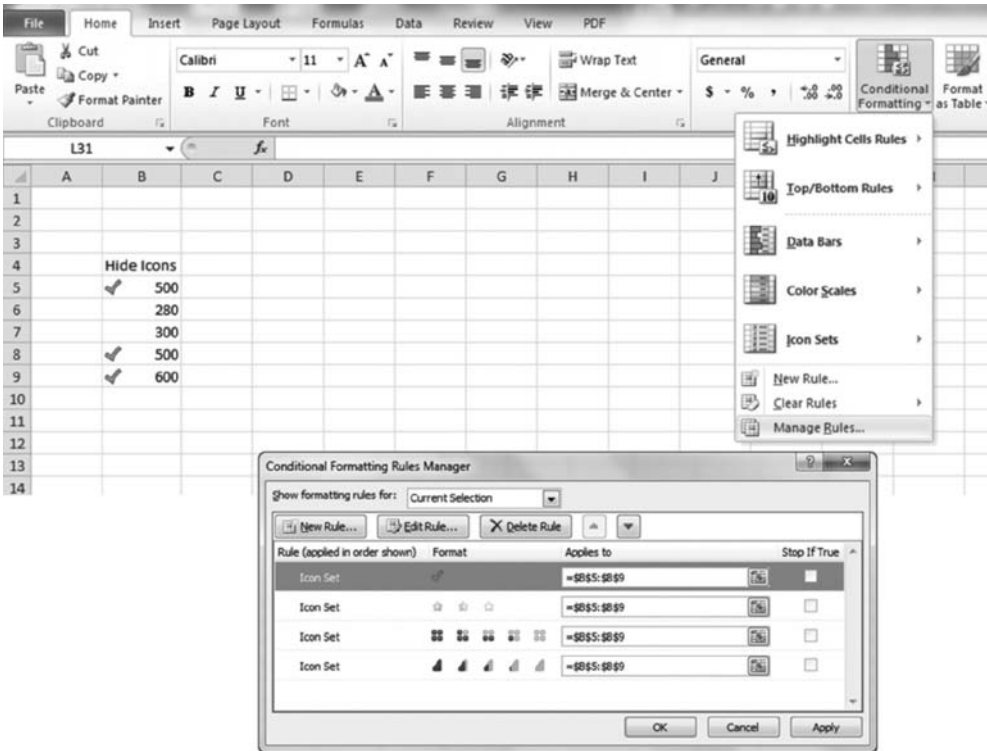 File Home Insert Page Layout Formulas Data Review View PDF
Cut
Copy
Format Painter
Paste
Clipboard
Calibri 11 A A
B I U A
Font
Wrap Text
Merge & Center
Alignment
General
$ % , .0 .00 .00 .0
Conditional Formatting
Format as Table
L31 fx
A B C D E F G H I J
1
2
3
4 Hide Icons
5 500
6 280
7 300
8 500
9 600
10
11
12
13
14
Highlight Cells Rules
Top/Bottom Rules
10
Data Bars
Color Scales
Icon Sets
New Rule...
Clear Rules
Manage Rules...
Conditional Formatting Rules Manager
Show formatting rules for: Current Selection
New Rule... Edit Rule... Delete Rule
Rule (applied in order shown) Format Applies to Stop If True
Icon Set =$B$5:$B$9
Icon Set =$B$5:$B$9
Icon Set =$B$5:$B$9
Icon Set =$B$5:$B$9
OK Cancel Apply